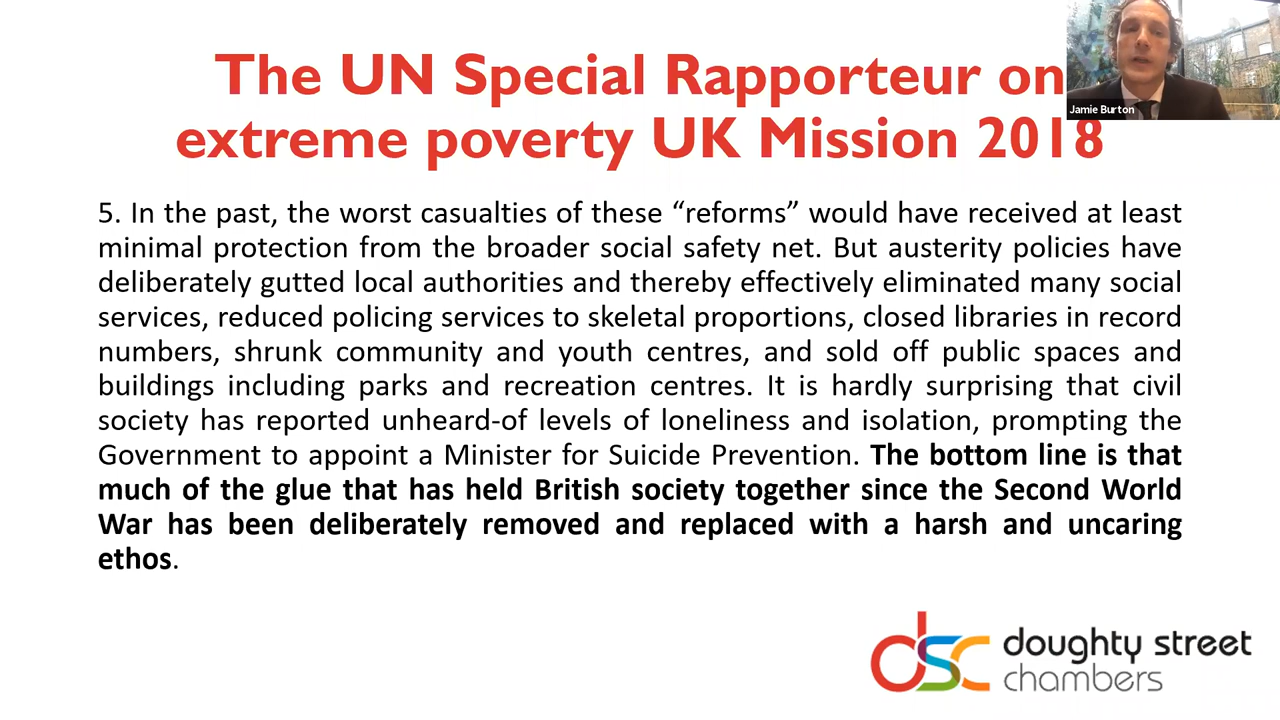 The UN Special Rapporteur on
extreme poverty UK Mission 2018
Jamie Burton
5. In the past, the worst casualties of these “reforms” would have received at least
minimal protection from the broader social safety net. But austerity policies have
deliberately gutted local authorities and thereby effectively eliminated many social
services, reduced policing services to skeletal proportions, closed libraries in record
numbers, shrunk community and youth centres, and sold off public spaces and
buildings including parks and recreation centres. It is hardly surprising that civil
society has reported unheard-of levels of loneliness and isolation, prompting the
Government to appoint a Minister for Suicide Prevention. The bottom line is that
much of the glue that has held British society together since the Second World
War has been deliberately removed and replaced with a harsh and uncaring
ethos.
dsc doughty street
chambers